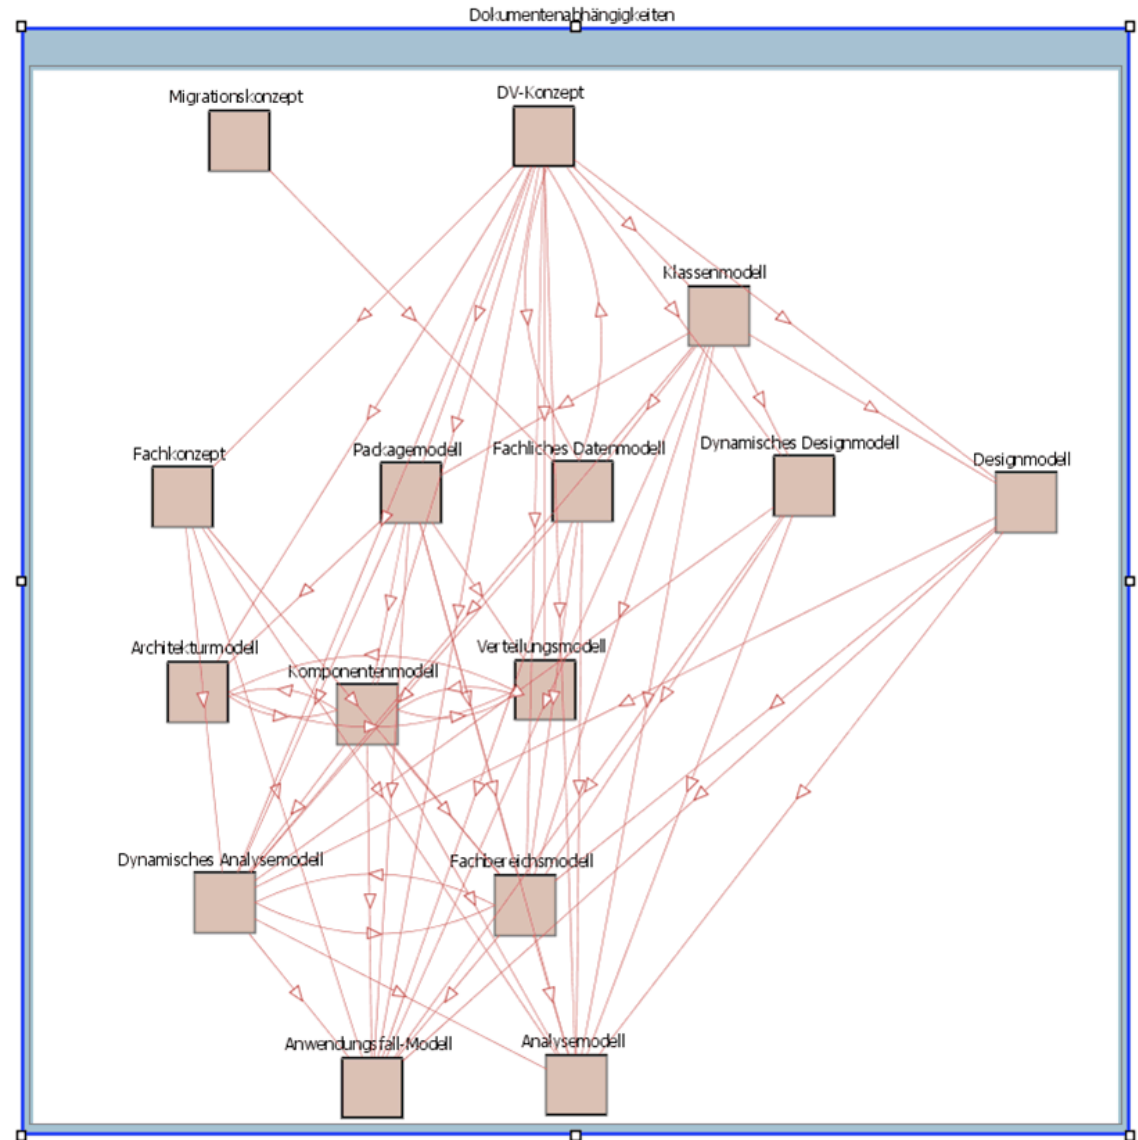 Dokumentenabhängigkeiten
Migrationskonzept
DV-Konzept
Klassenmodell
Fachkonzept
Packagemodell
Fachliches Datenmodell
Dynamisches Designmodell
Designmodell
Architekturmodell
Komponentenmodell
Verteilungsmodell
Dynamisches Analysemodell
Fachbereichsmodell
Anwendungsfall-Modell
Analysemodell